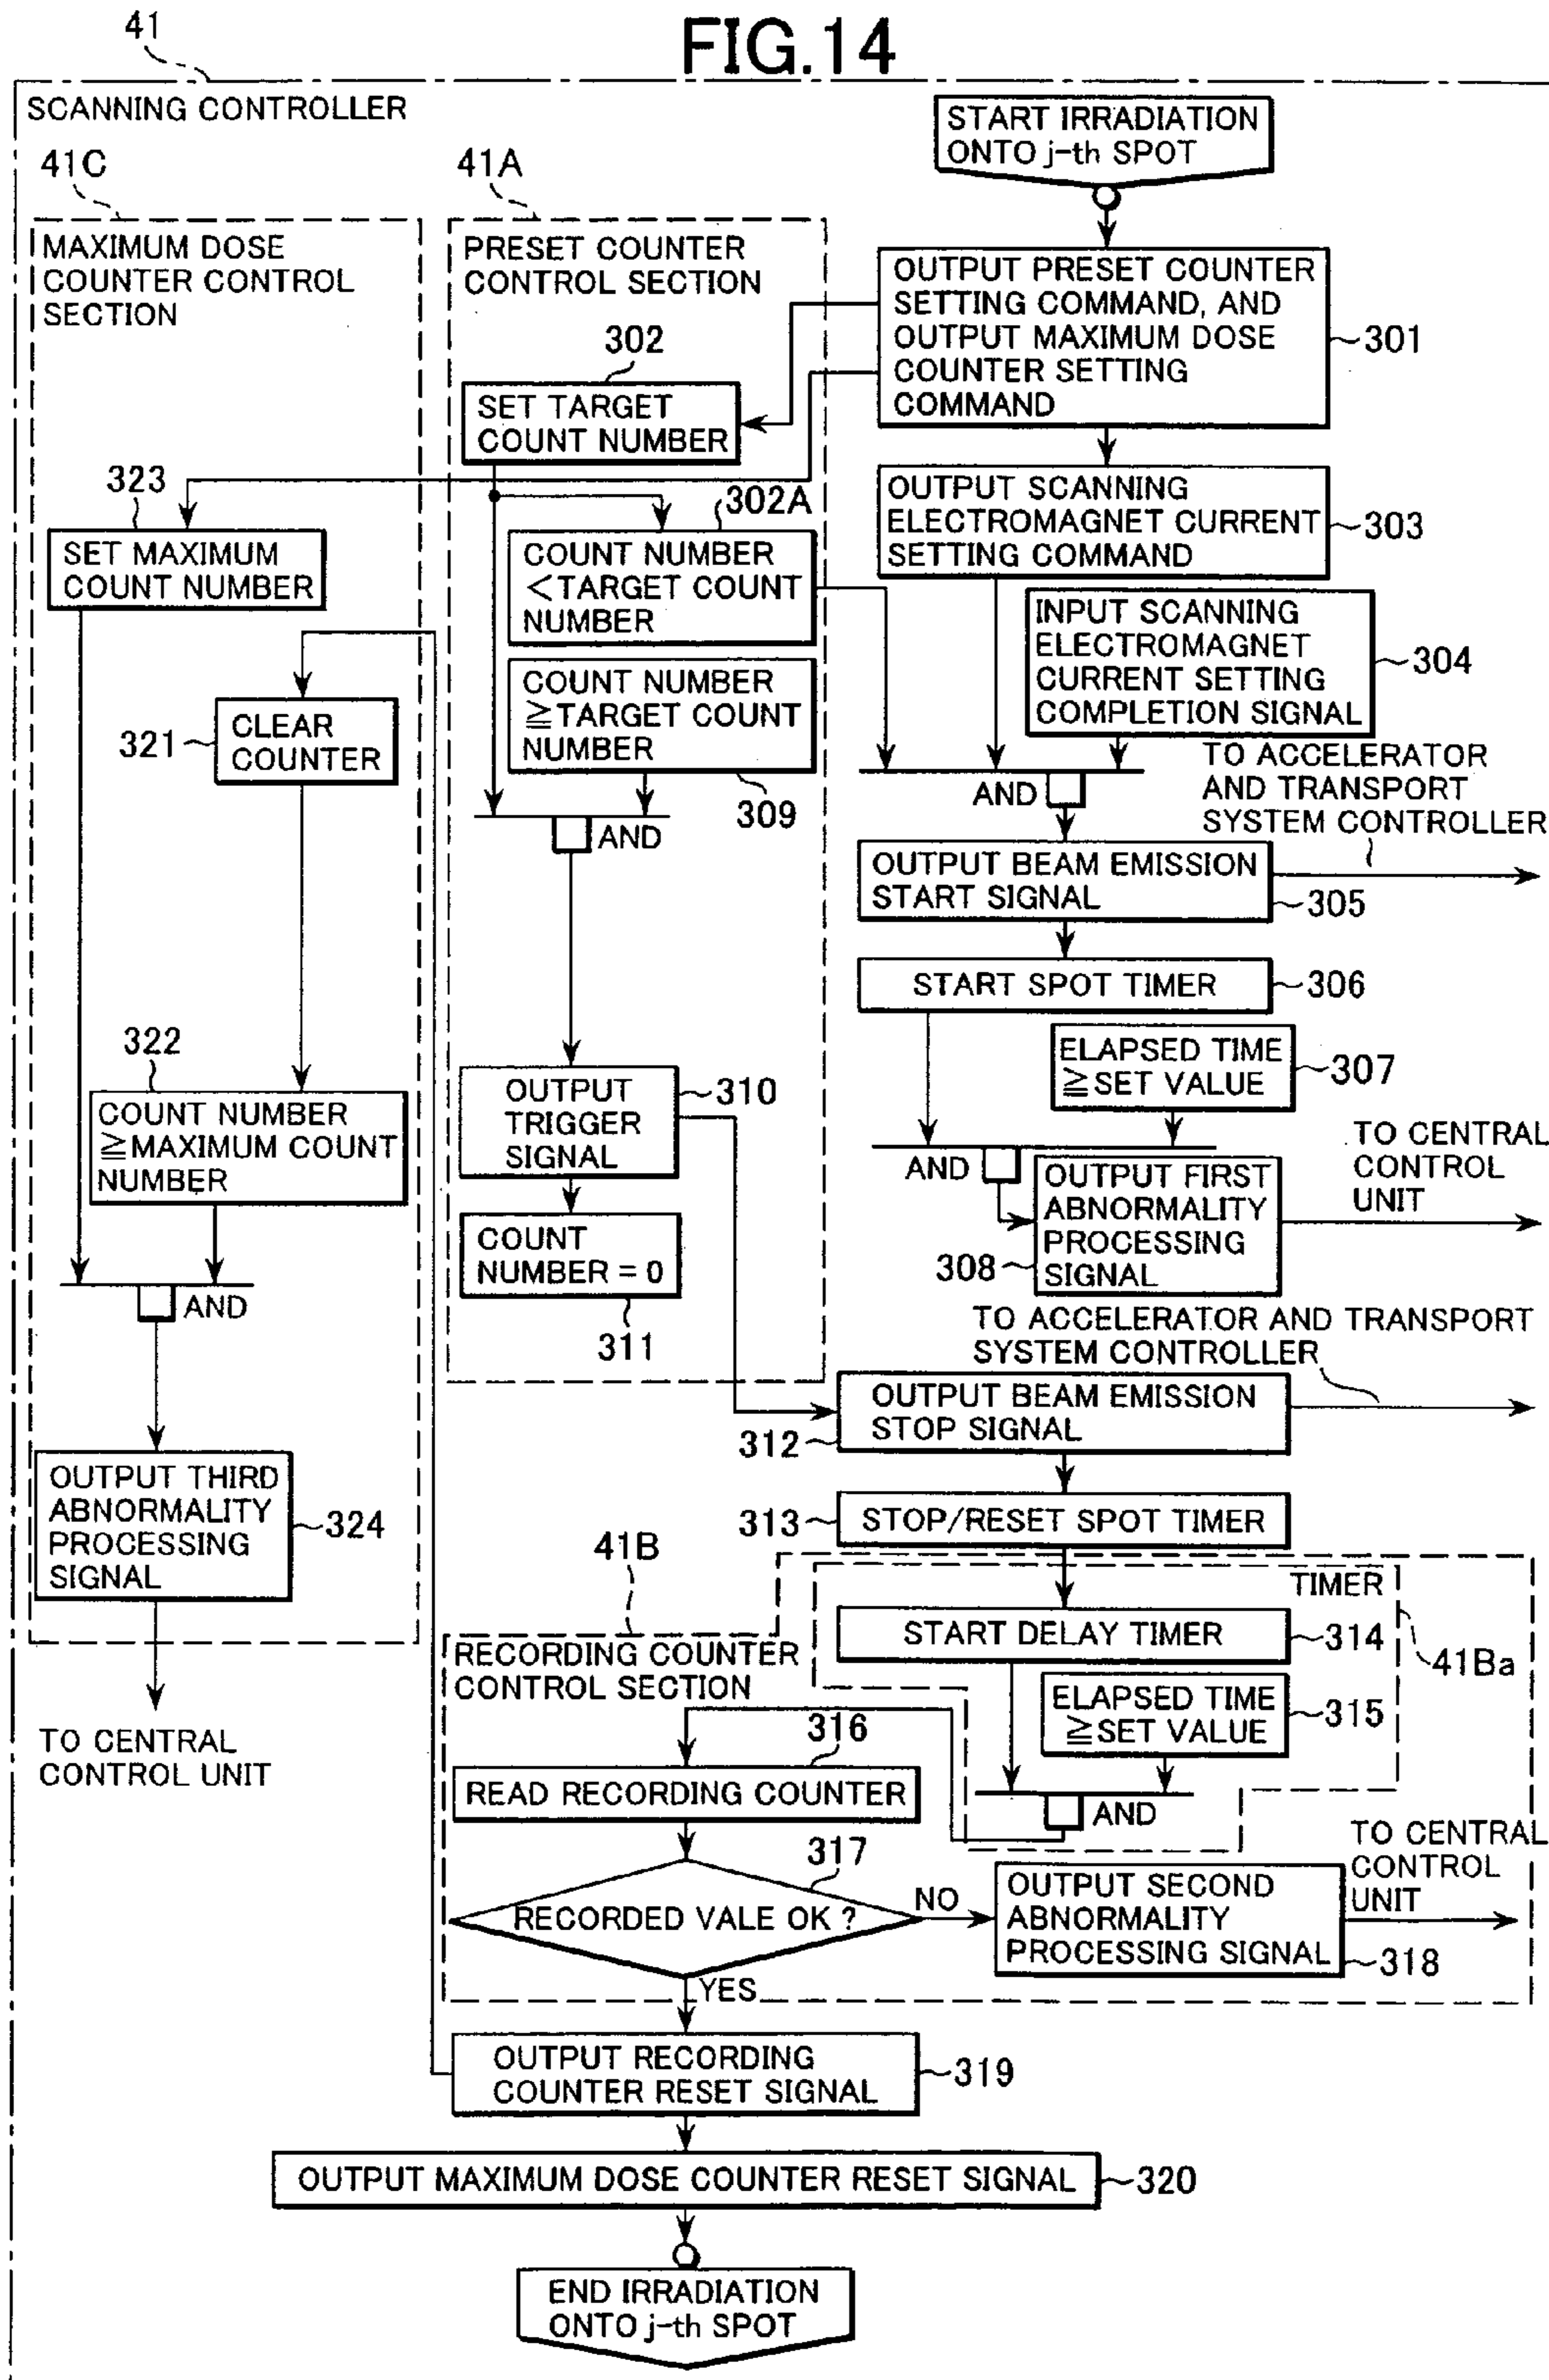 FIG.14
41
SCANNING CONTROLLER
START IRRADIATION
ONTO j-th SPOT
41C
MAXIMUM DOSE
COUNTER CONTROL
SECTION
323
SET MAXIMUM
COUNT NUMBER
321
CLEAR
COUNTER
322
COUNT NUMBER
≧MAXIMUM COUNT
NUMBER
AND
OUTPUT THIRD
ABNORMALITY
PROCESSING
SIGNAL
324
TO CENTRAL
CONTROL UNIT
41A
PRESET COUNTER
CONTROL SECTION
302
SET TARGET
COUNT NUMBER
302A
COUNT NUMBER
<TARGET COUNT
NUMBER
COUNT NUMBER
≧TARGET COUNT
NUMBER
309
AND
OUTPUT
TRIGGER
SIGNAL
310
COUNT
NUMBER = 0
311
OUTPUT PRESET COUNTER
SETTING COMMAND, AND
OUTPUT MAXIMUM DOSE
COUNTER SETTING
COMMAND
301
OUTPUT SCANNING
ELECTROMAGNET CURRENT
SETTING COMMAND
303
INPUT SCANNING
ELECTROMAGNET
CURRENT SETTING
COMPLETION SIGNAL
304
AND
TO ACCELERATOR
AND TRANSPORT
SYSTEM CONTROLLER
OUTPUT BEAM EMISSION
START SIGNAL
305
START SPOT TIMER
306
ELAPSED TIME
≧SET VALUE
307
AND
OUTPUT FIRST
ABNORMALITY
PROCESSING
SIGNAL
308
TO CENTRAL
CONTROL
UNIT
TO ACCELERATOR AND TRANSPORT
SYSTEM CONTROLLER
OUTPUT BEAM EMISSION
STOP SIGNAL
312
313
STOP/RESET SPOT TIMER
41B
RECORDING COUNTER
CONTROL SECTION
TIMER
START DELAY TIMER
314
41Ba
ELAPSED TIME
≧SET VALUE
315
AND
316
READ RECORDING COUNTER
317
RECORDED VALE OK ?
NO
OUTPUT SECOND
ABNORMALITY
PROCESSING SIGNAL
318
TO CENTRAL
CONTROL
UNIT
YES
OUTPUT RECORDING
COUNTER RESET SIGNAL
319
OUTPUT MAXIMUM DOSE COUNTER RESET SIGNAL
320
END IRRADIATION
ONTO j-th SPOT